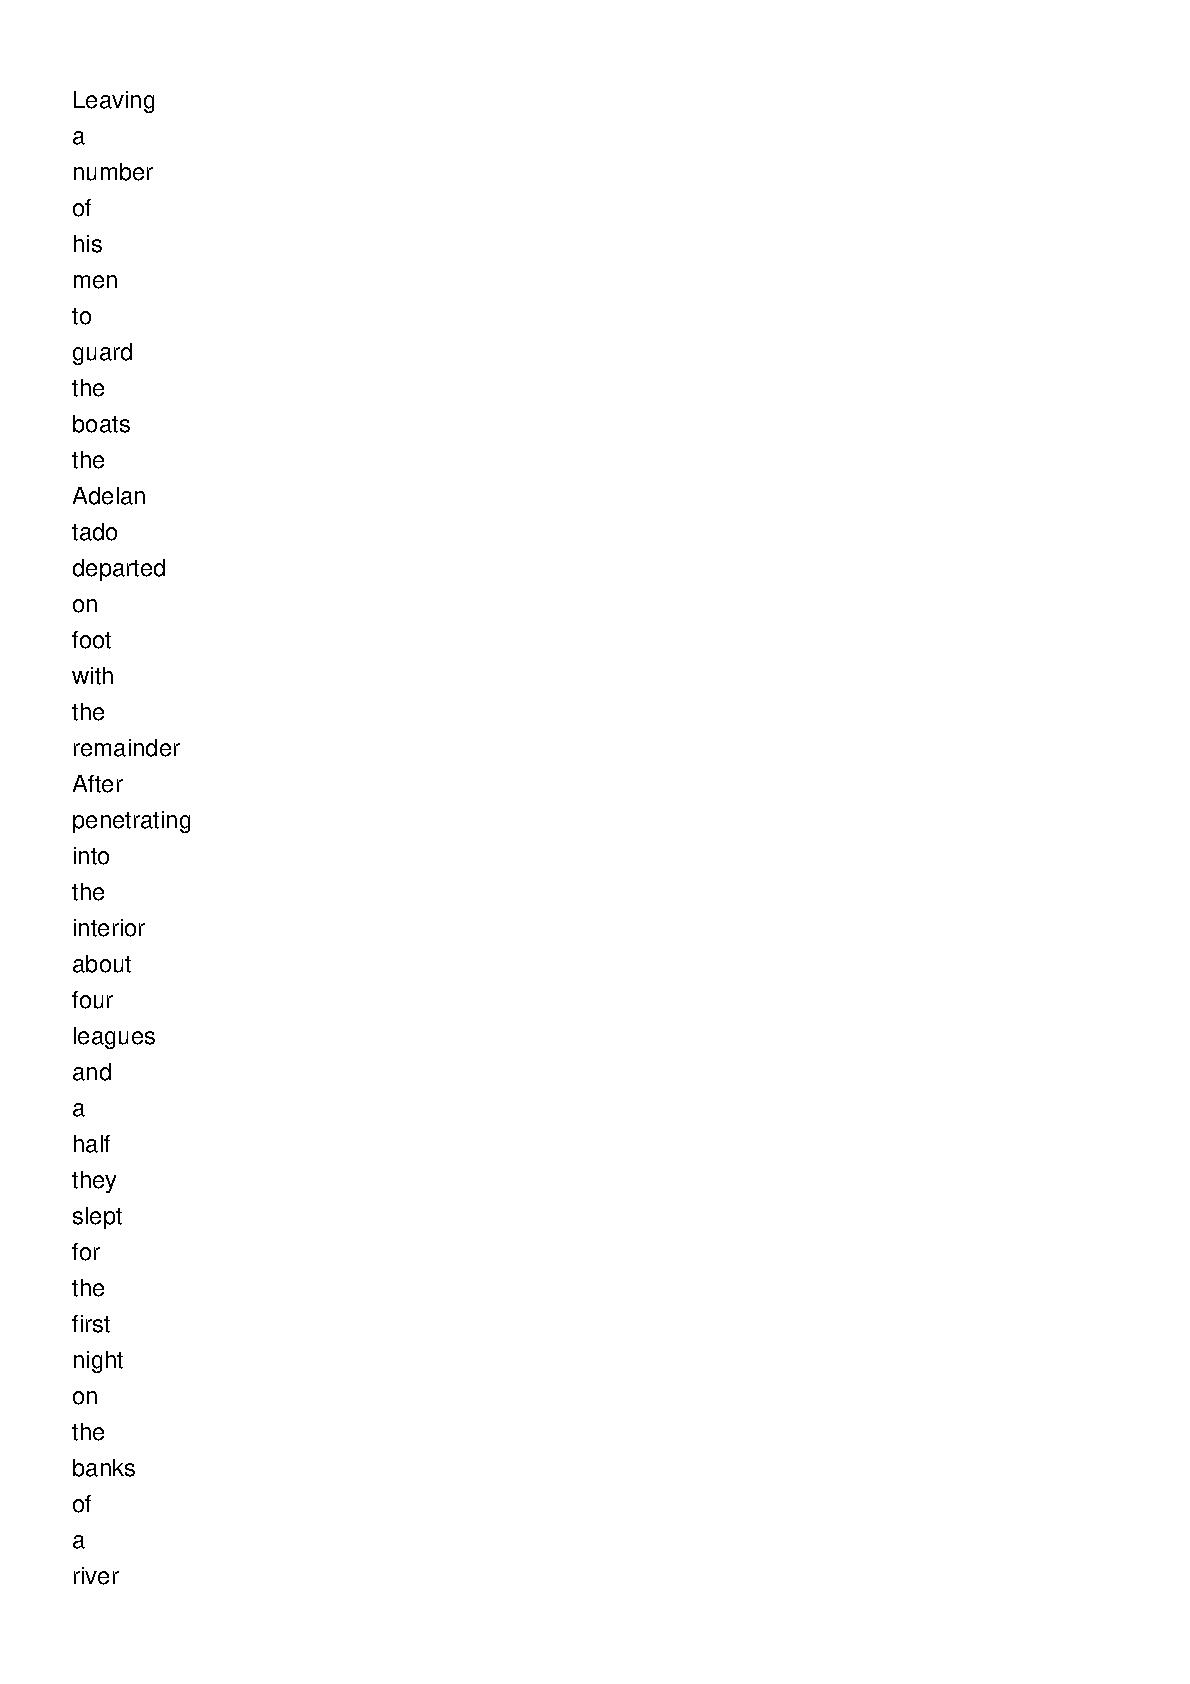 Leaving
a
number
of
his
men
to
guard
the
boats
the
Adelan
tado
departed
on
foot
with
the
remainder
After
penetrating
into
the
interior
about
four
leagues
and
a
half
they
slept
for
the
first
night
on
the
banks
of
a
river